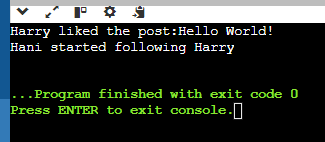 Harry liked the post:Hello World!
Hani started following Harry
...Program finished with exit code 0
Press ENTER to exit console.